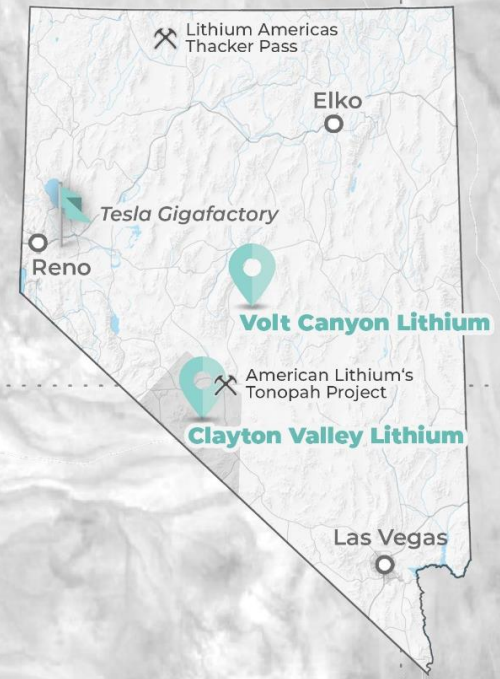 Lithium Americas
Thacker Pass
Elko
Tesla Gigafactory
Reno
Volt Canyon Lithium
American Lithium‘s
Tonopah Project
Clayton Valley Lithium
Las Vegas